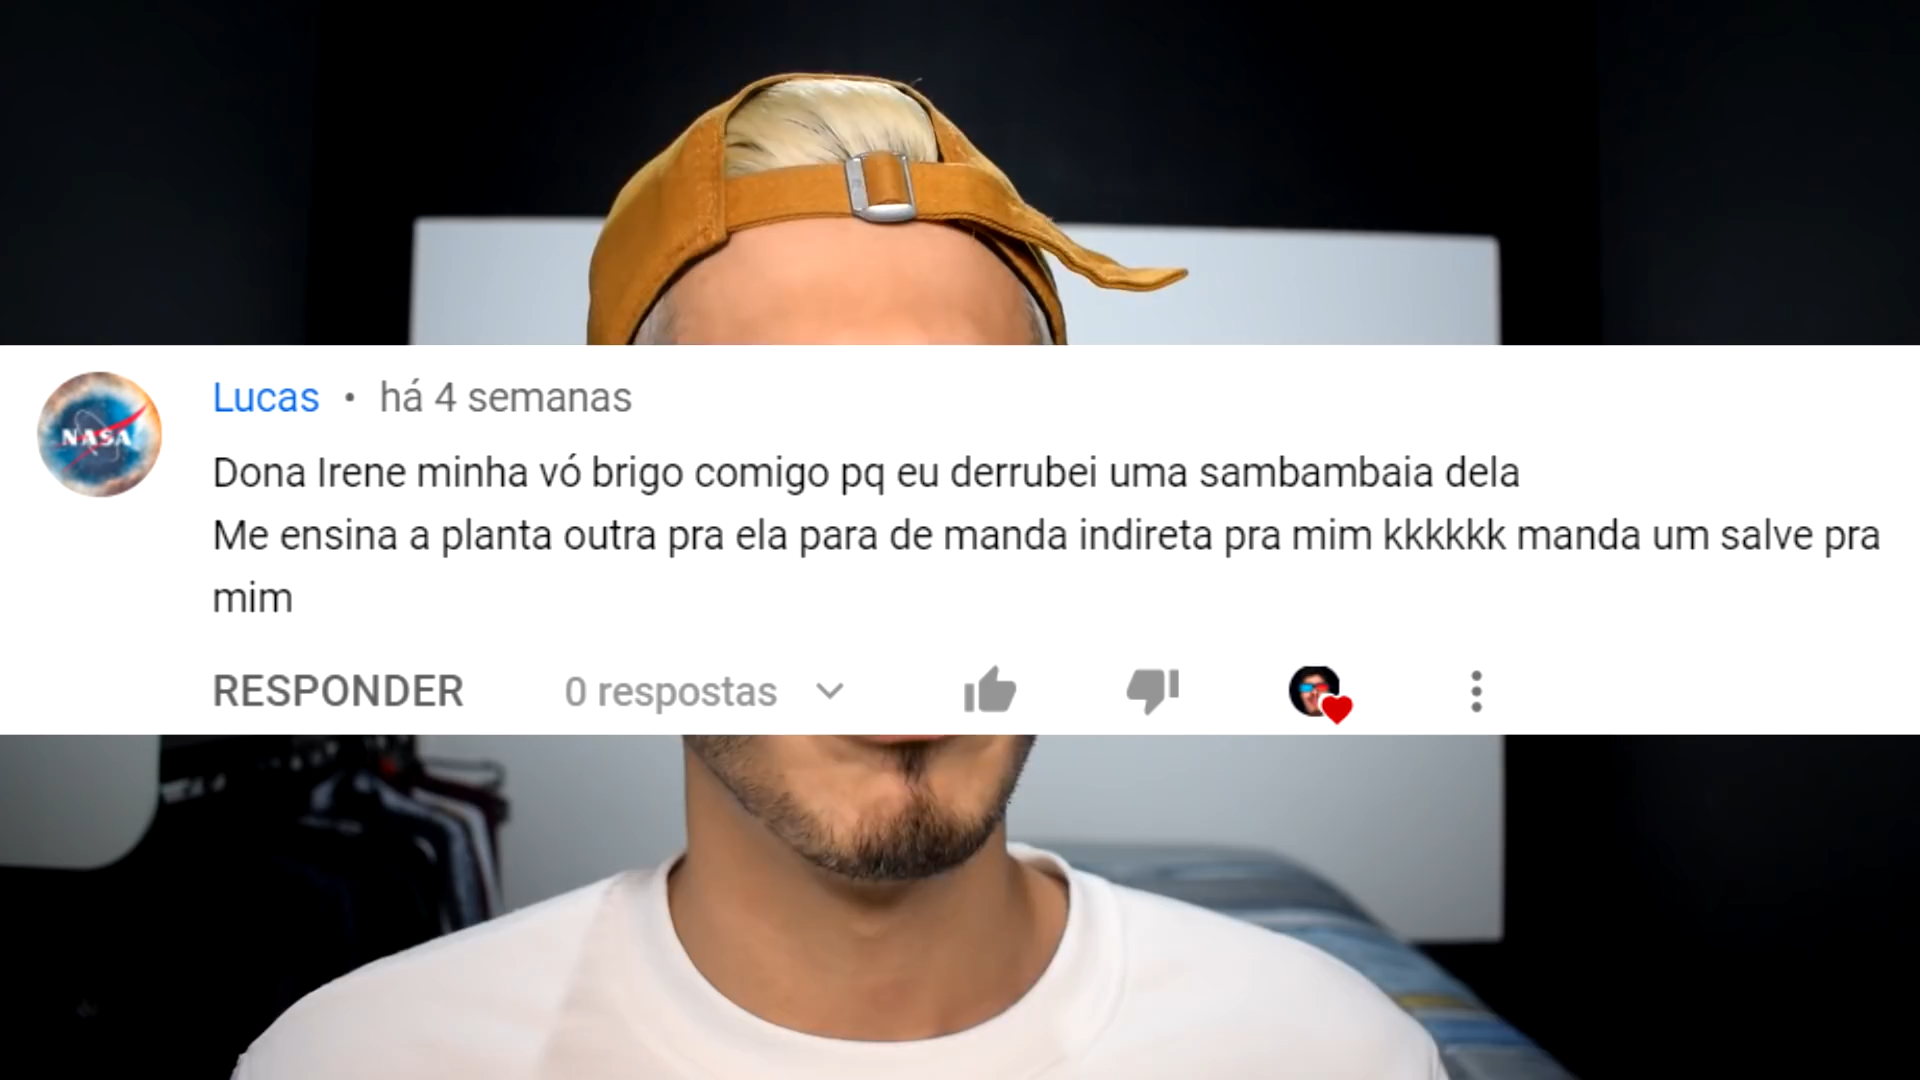 NASA
Lucas • há 4 semanas
Dona Irene minha vó brigo comigo pq eu derrubei uma sambambaia dela
Me ensina a planta outra pra ela para de manda indireta pra mim kkkkkk manda um salve pra
mim
RESPONDER 0 respostas